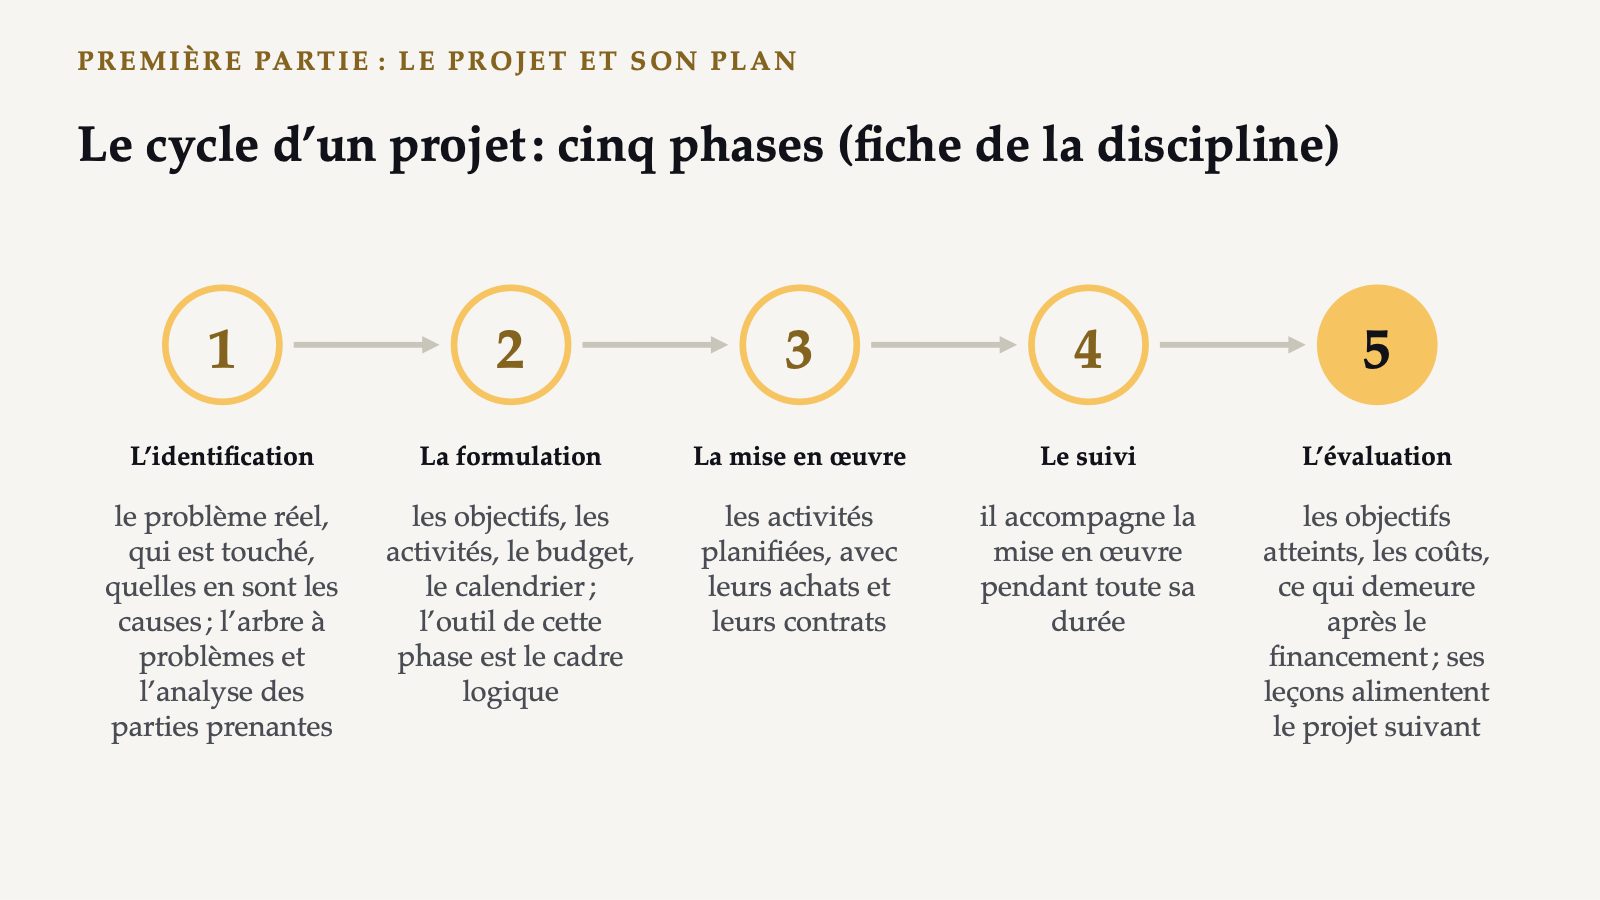 PREMIÈRE PARTIE : LE PROJET ET SON PLAN
Le cycle d’un projet : cinq phases (fiche de la discipline)
1
2
3
4
5
L’identification
le problème réel,
qui est touché,
quelles en sont les
causes ; l’arbre à
problèmes et
l’analyse des
parties prenantes
La formulation
les objectifs, les
activités, le budget,
le calendrier ;
l’outil de cette
phase est le cadre
logique
La mise en œuvre
les activités
planifiées, avec
leurs achats et
leurs contrats
Le suivi
il accompagne la
mise en œuvre
pendant toute sa
durée
L’évaluation
les objectifs
atteints, les coûts,
ce qui demeure
après le
financement ; ses
leçons alimentent
le projet suivant